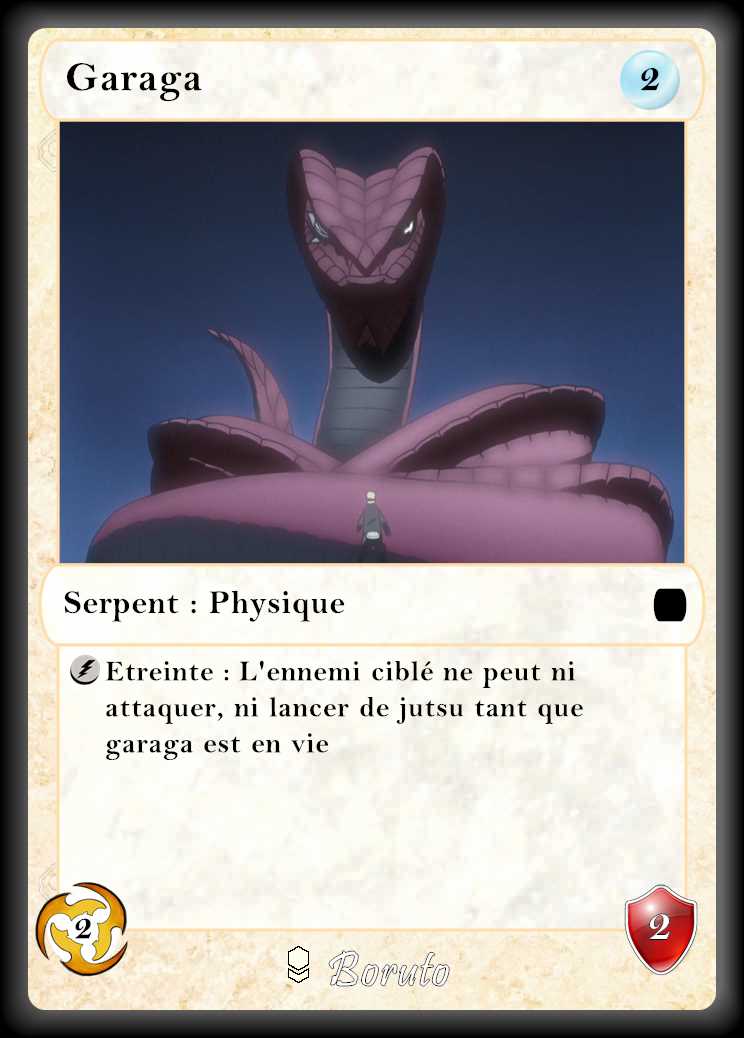 Garaga
2
Serpent : Physique
Etreinte : L'ennemi ciblé ne peut ni
attaquer, ni lancer de jutsu tant que
garaga est en vie
2
2
Boruto